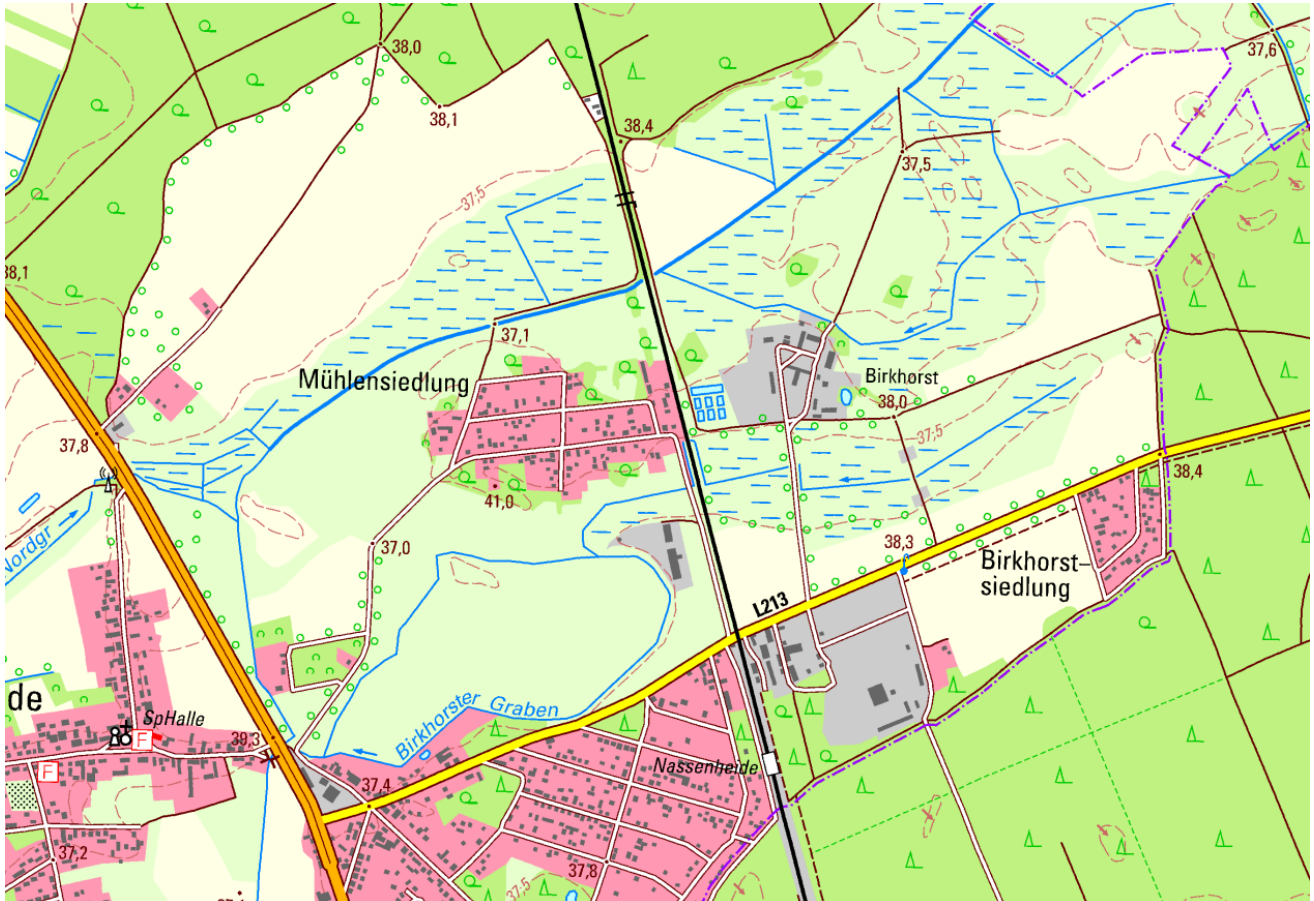 38,0
37,6
38,1
38,4
37,5
37,5
38,1
37,1
Mühlensiedlung
Birkhorst
38,0
37,8
37,5
38,4
41,0
Nordgr
37,0
38,3
Birkhorst-
siedlung
L213
de
SpHalle
Birkhorster Graben
39,3
F
Nassenheide
F
37,4
37,2
37,8
37,5